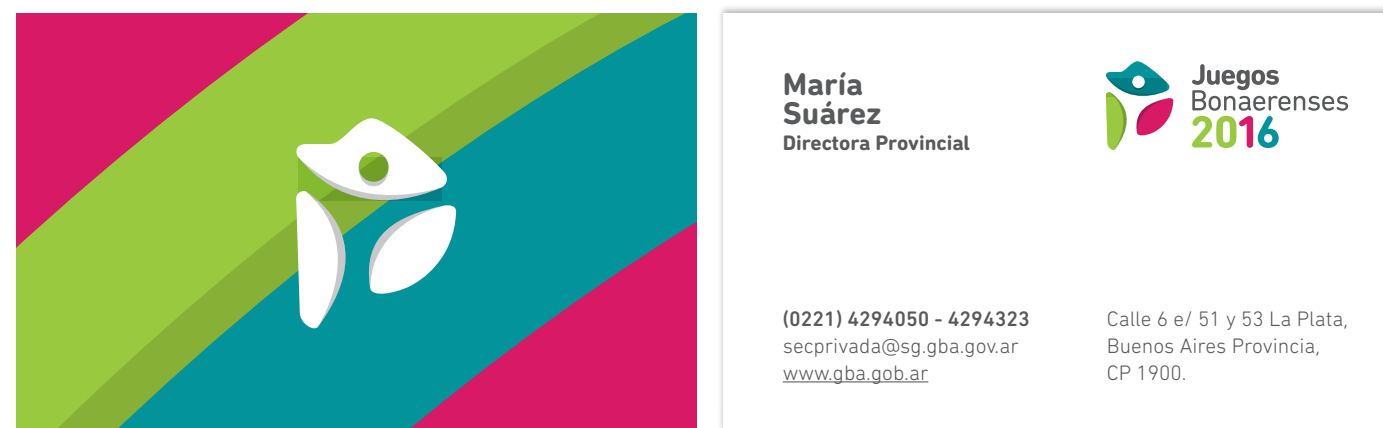 María
Suárez
Directora Provincial
Juegos
Bonaerenses
2016
(0221) 4294050 - 4294323
secprivada@sg.gba.gov.ar
www.gba.gob.ar
Calle 6 e/ 51 y 53 La Plata,
Buenos Aires Provincia,
CP 1900.